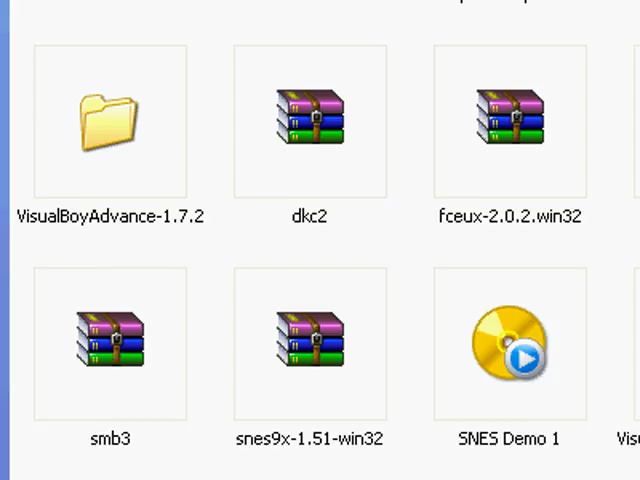 VisualBoyAdvance-1.7.2
dkc2
fceux-2.0.2.win32
smb3
snes9x-1.51-win32
SNES Demo 1